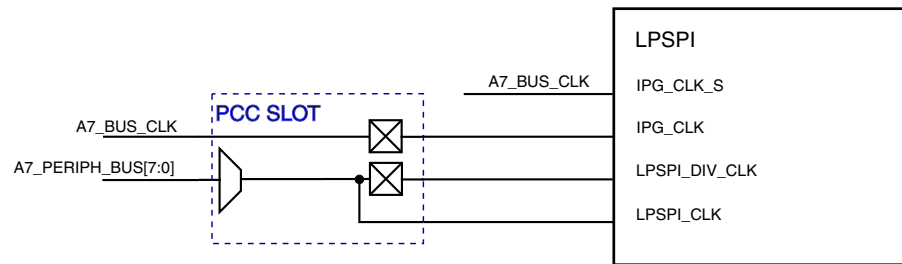 LPSPI
A7_BUS_CLK
IPG_CLK_S
PCC SLOT
A7_BUS_CLK
IPG_CLK
A7_PERIPH_BUS[7:0]
LPSPI_DIV_CLK
LPSPI_CLK